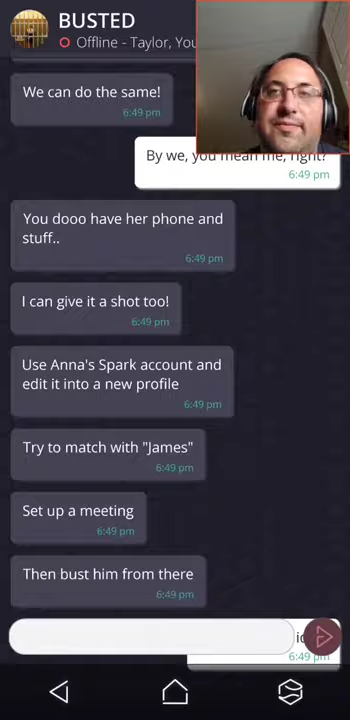 BUSTED
Offline - Taylor, You
We can do the same!
6:49 pm
By we, you mean me, right?
6:49 pm
You dooo have her phone and
stuff..
6:49 pm
I can give it a shot too!
6:49 pm
Use Anna's Spark account and
edit it into a new profile
6:49 pm
Try to match with "James"
6:49 pm
Set up a meeting
6:49 pm
Then bust him from there
6:49 pm
6:49 pm